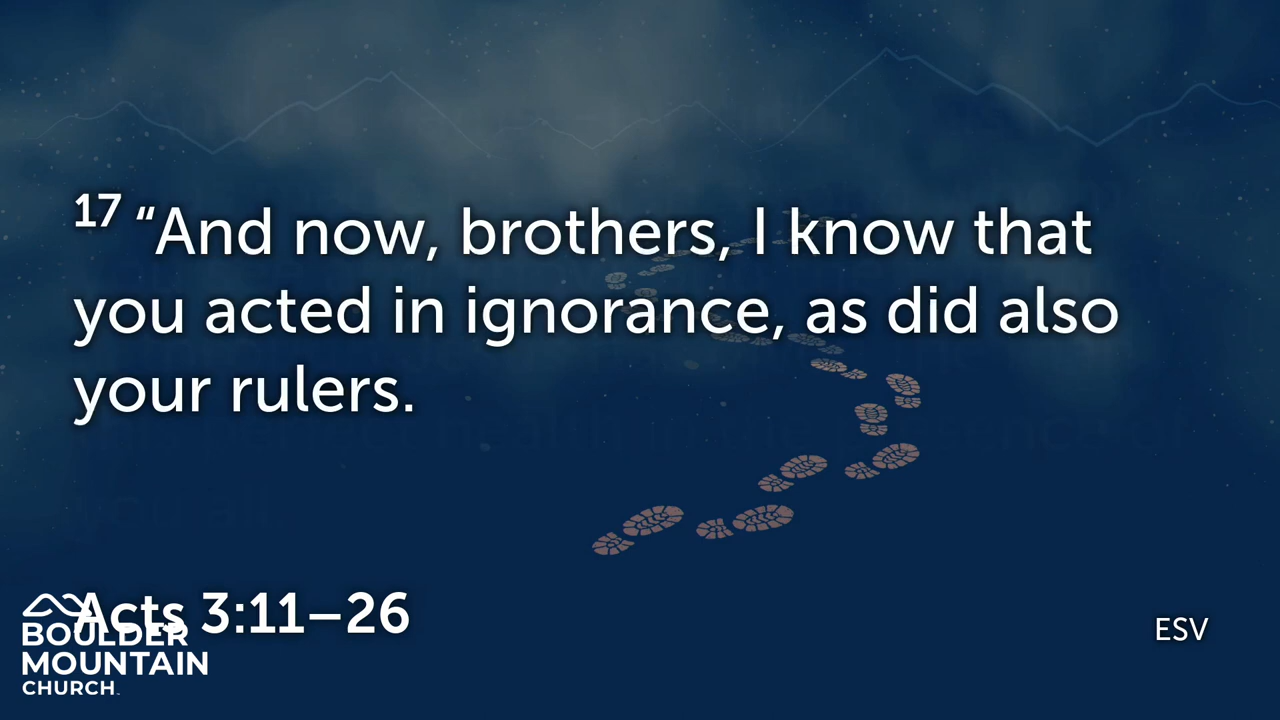 17 “And now, brothers, I know that
you acted in ignorance, as did also
your rulers.
Acts 3:11–26
ESV
BOULDER
MOUNTAIN
CHURCH